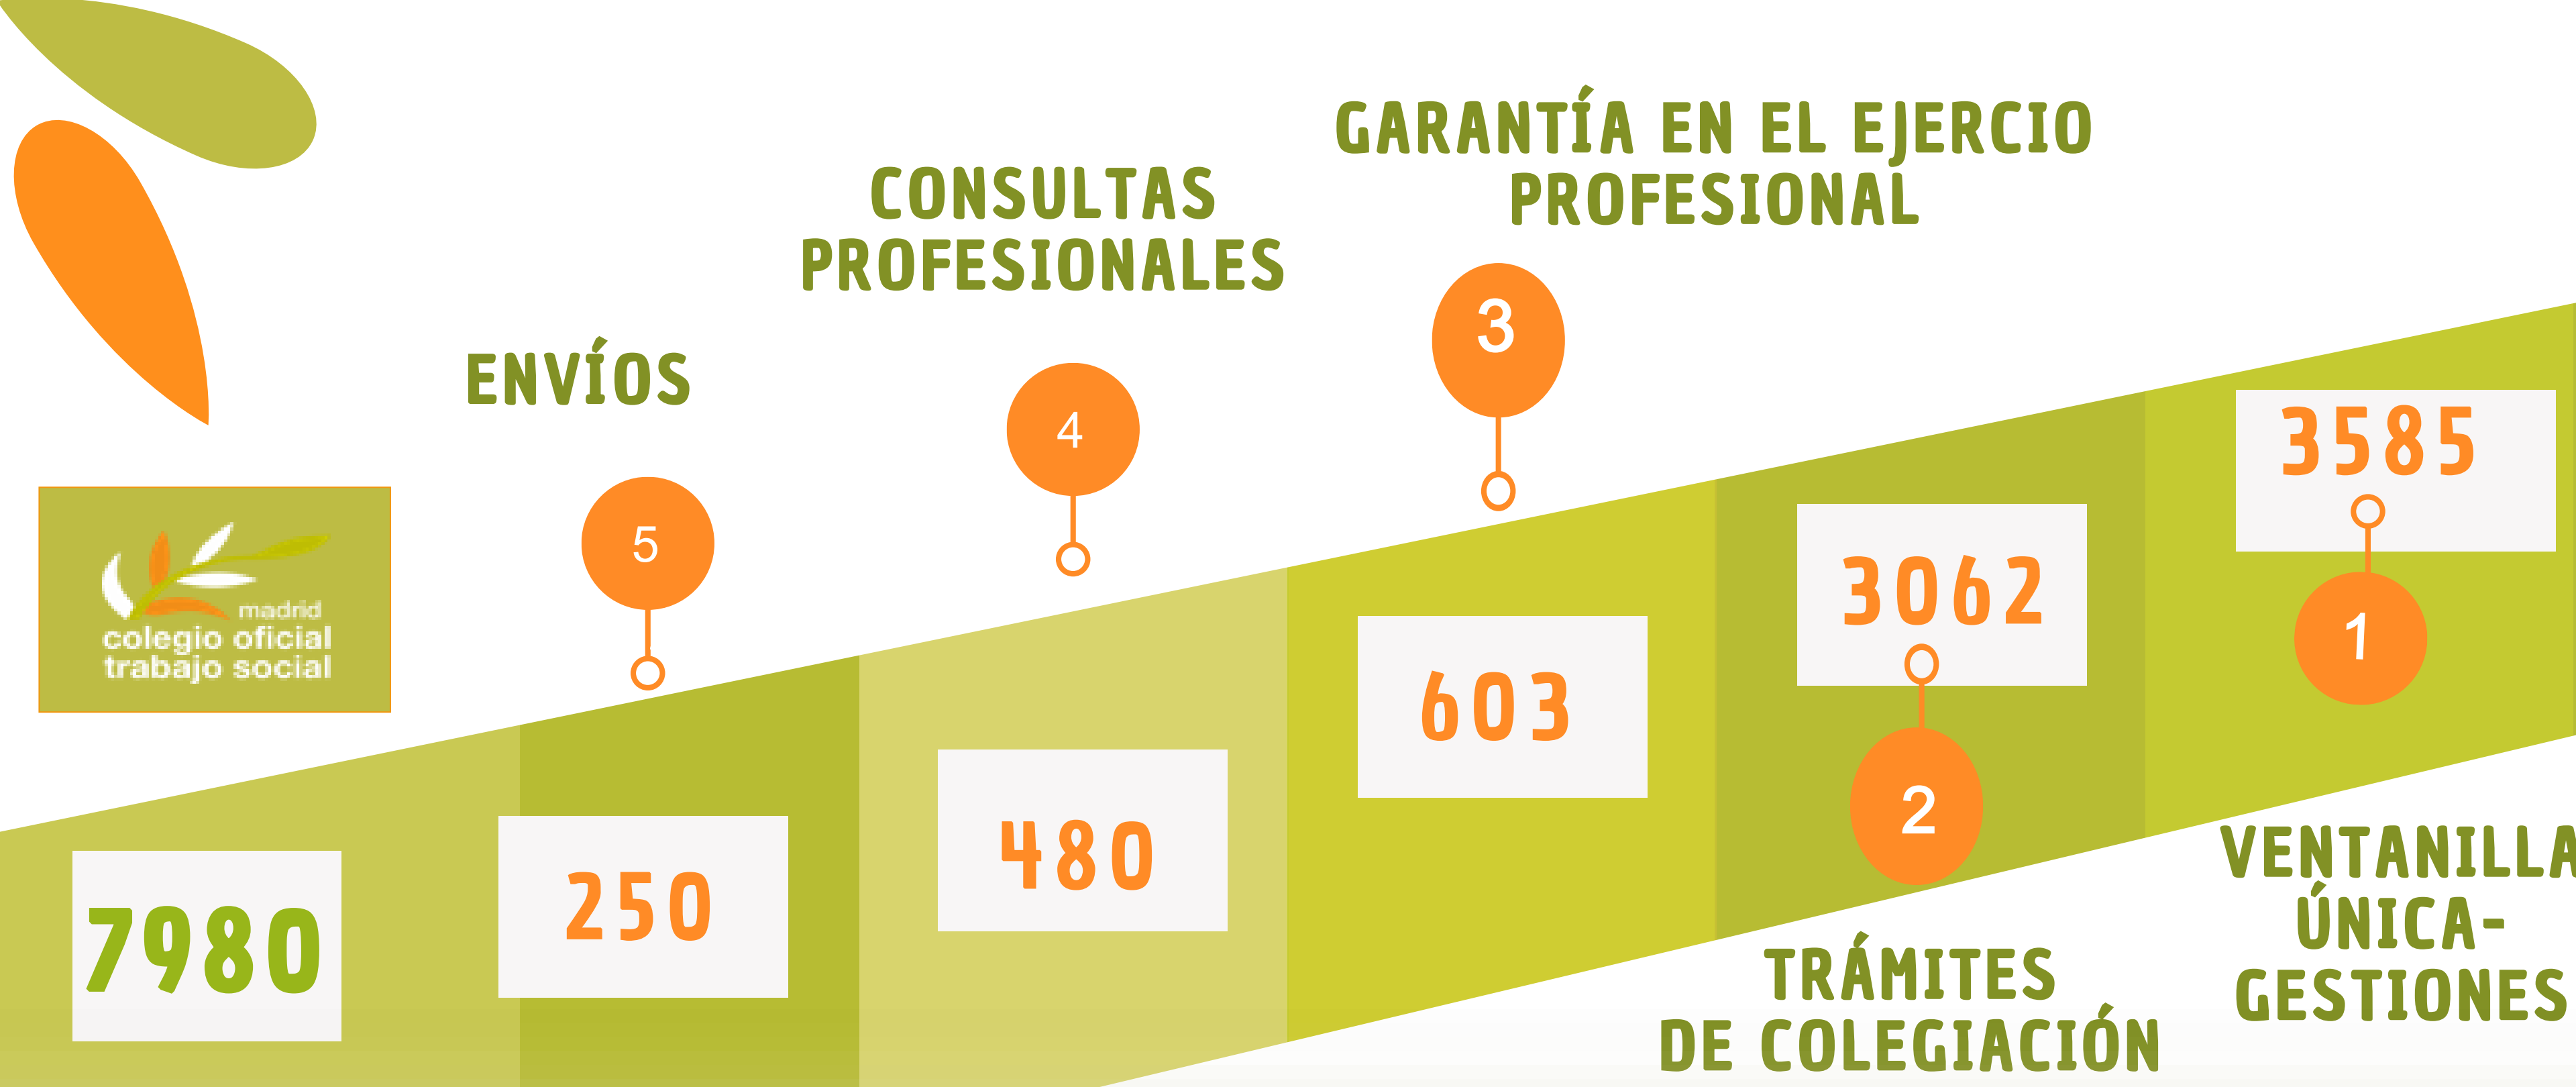 GARANTÍA EN EL EJERCIO
PROFESIONAL
CONSULTAS
PROFESIONALES
ENVÍOS
3
4
5
3585
3062
1
603
2
480
250
7980
madrid
colegio oficial
trabajo social
VENTANILLA
ÚNICA-
GESTIONES
TRÁMITES
DE COLEGIACIÓN